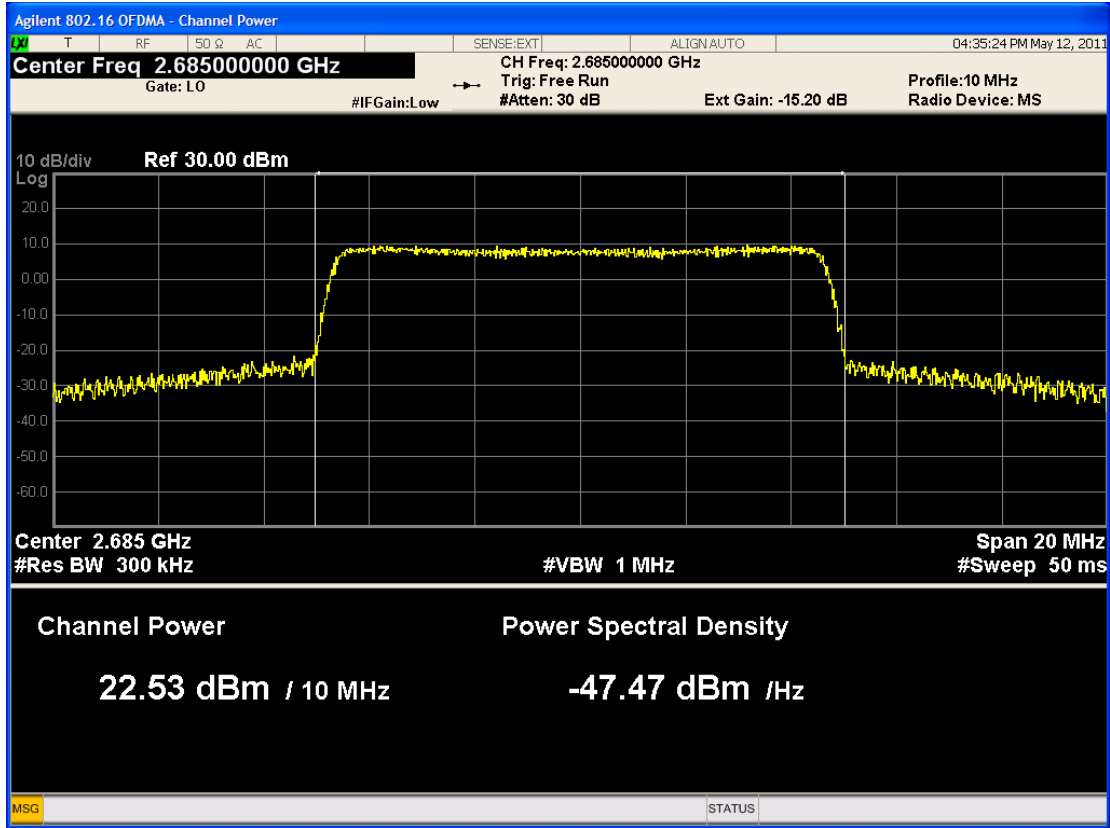 Agilent 802.16 OFDMA - Channel Power
LXI T RF 50 Ω AC SENSE:EXT ALIGN AUTO 04:35:24 PM May 12, 2011
Center Freq 2.685000000 GHz
CH Freq: 2.685000000 GHz
Gate: LO
Trig: Free Run
Profile:10 MHz
#IFGain:Low
#Atten: 30 dB
Ext Gain: -15.20 dB
Radio Device: MS
10 dB/div Ref 30.00 dBm
Log
20.0
10.0
0.00
-10.0
-20.0
-30.0
-40.0
-50.0
-60.0
Center 2.685 GHz Span 20 MHz
#Res BW 300 kHz #VBW 1 MHz #Sweep 50 ms
Channel Power Power Spectral Density
22.53 dBm / 10 MHz -47.47 dBm /Hz
MSG STATUS